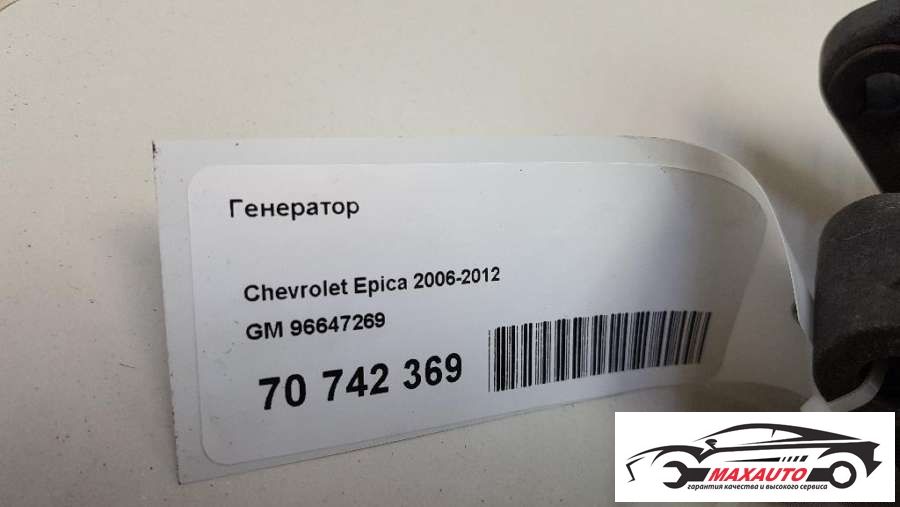 Генератор
Chevrolet Epica 2006-2012
GM 96647269
70 742 369
MAXAUTO
гарантия качества и высокого сервиса